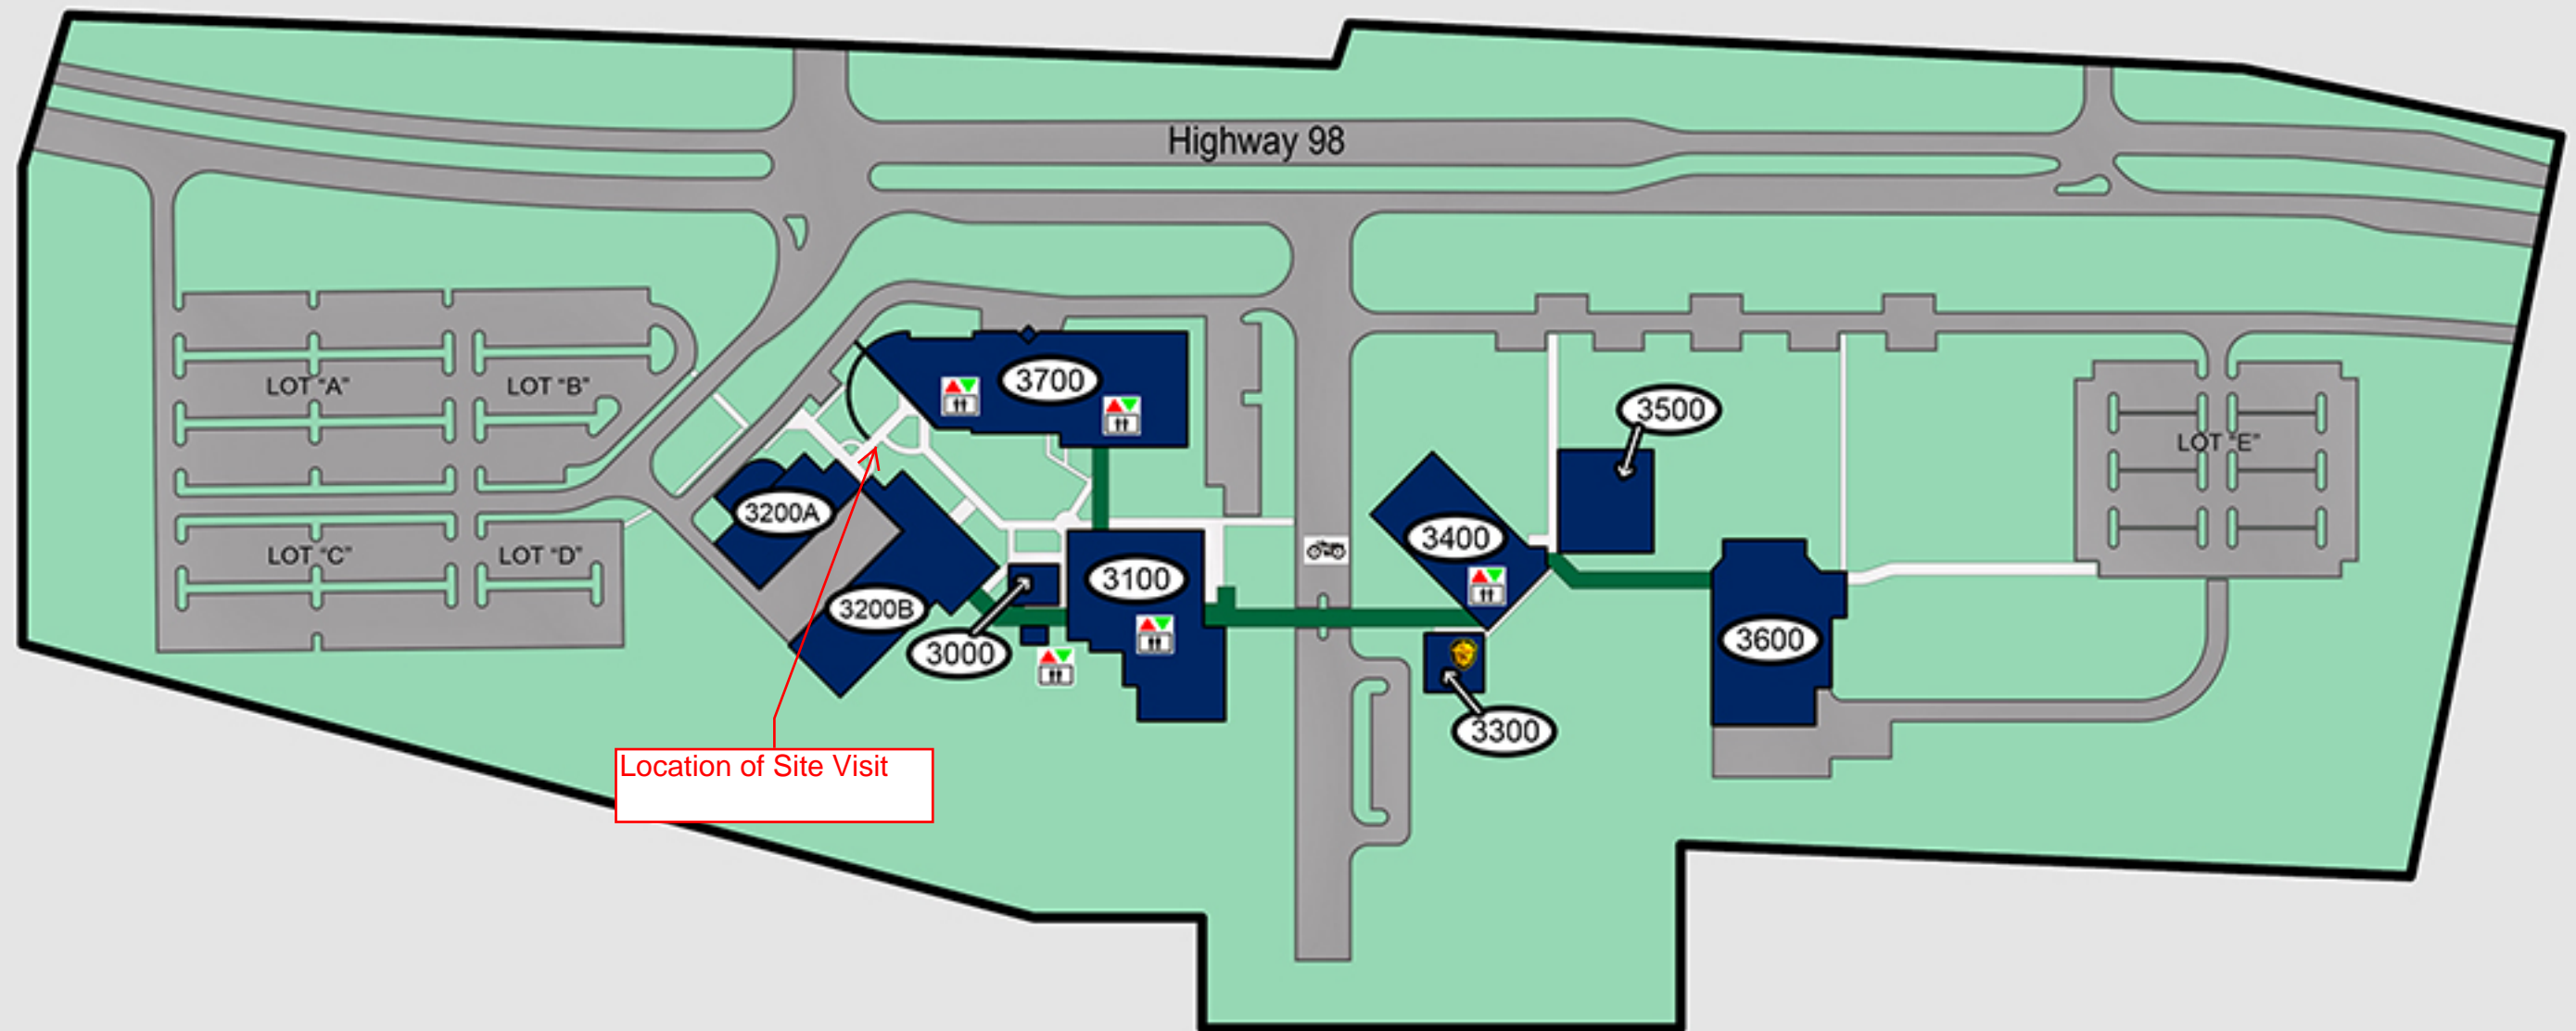 Highway 98
LOT "A"
LOT "B"
3700
3500
LOT "E"
3200A
3400
LOT "C"
LOT "D"
3100
3200B
3000
3600
3300
Location of Site Visit